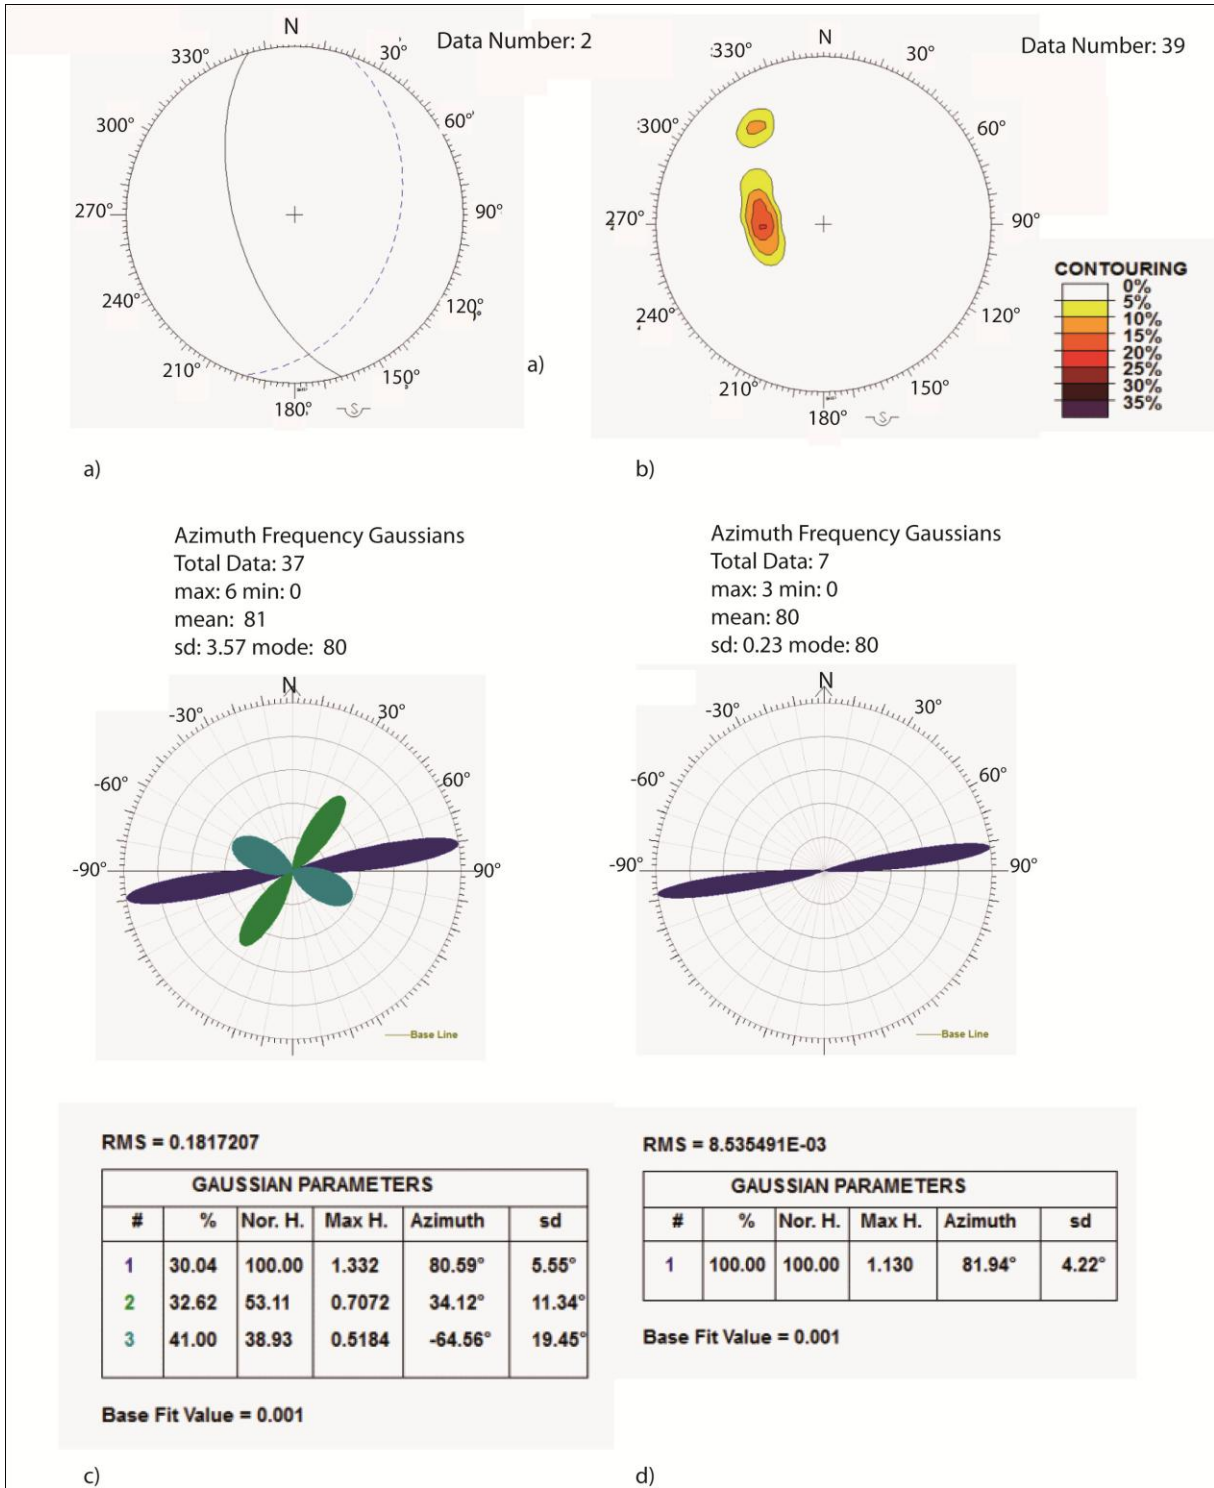 N
Data Number: 2
330°
30°
300°
60°
270°
90°
240°
120°
210°
150°
180°
S
a)
a)
N
Data Number: 39
330°
30°
300°
60°
270°
90°
240°
120°
210°
150°
180°
S
b)
CONTOURING
0%
5%
10%
15%
20%
25%
30%
35%
Azimuth Frequency Gaussians
Total Data: 37
max: 6 min: 0
mean: 81
sd: 3.57 mode: 80
N
-30°
30°
-60°
60°
-90°
90°
Base Line
Azimuth Frequency Gaussians
Total Data: 7
max: 3 min: 0
mean: 80
sd: 0.23 mode: 80
N
-30°
30°
-60°
60°
-90°
90°
Base Line
RMS = 0.1817207
GAUSSIAN PARAMETERS
# % Nor. H. Max H. Azimuth sd
1 30.04 100.00 1.332 80.59° 5.55°
2 32.62 53.11 0.7072 34.12° 11.34°
3 41.00 38.93 0.5184 -64.56° 19.45°
Base Fit Value = 0.001
c)
RMS = 8.535491E-03
GAUSSIAN PARAMETERS
# % Nor. H. Max H. Azimuth sd
1 100.00 100.00 1.130 81.94° 4.22°
Base Fit Value = 0.001
d)